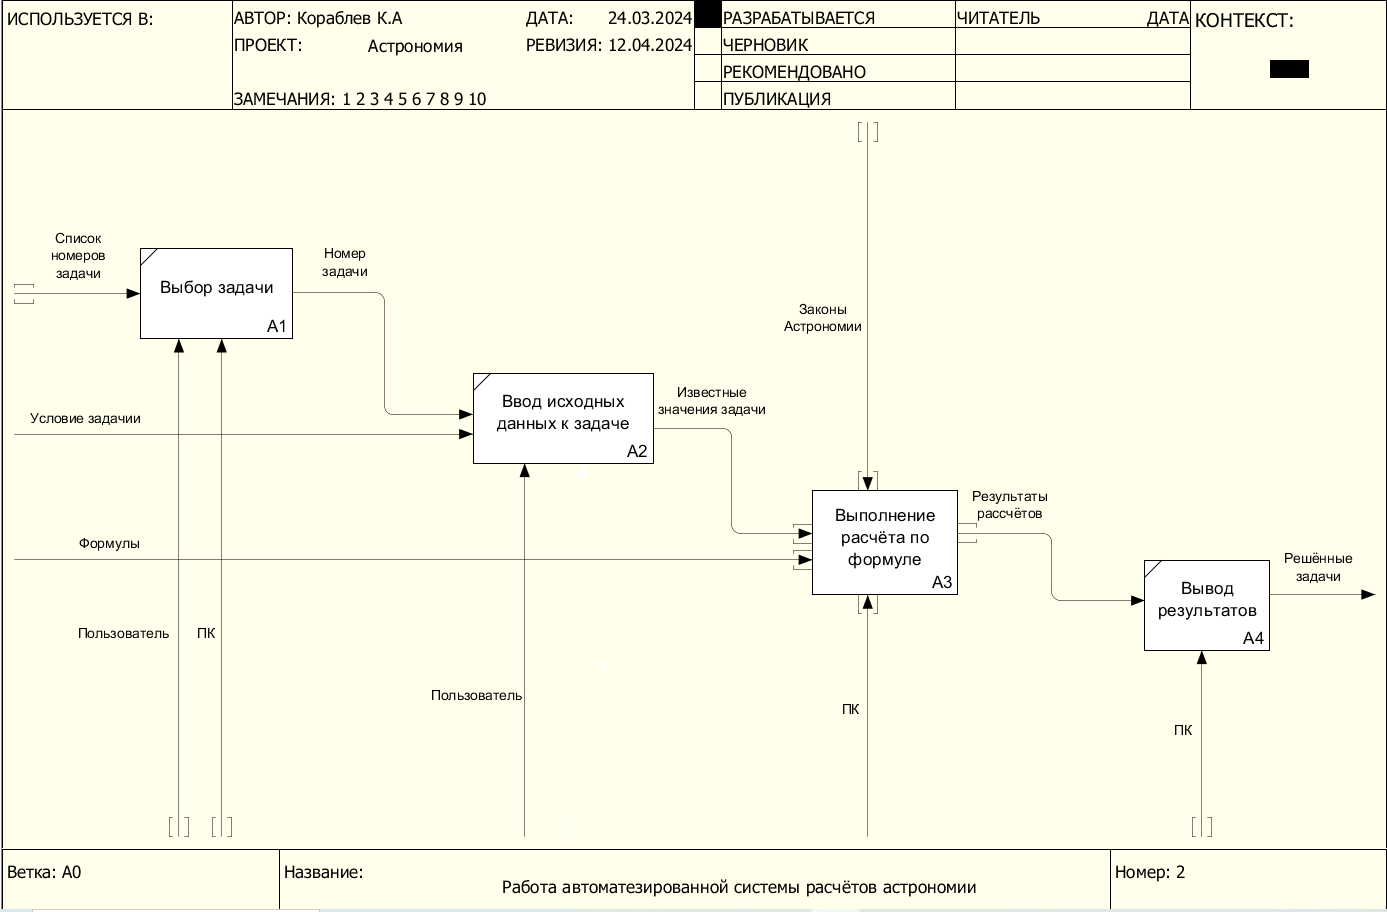 ИСПОЛЬЗУЕТСЯ В:
АВТОР: Кораблев К.А
ДАТА: 24.03.2024
ПРОЕКТ: Астрономия
РЕВИЗИЯ: 12.04.2024
ЗАМЕЧАНИЯ: 1 2 3 4 5 6 7 8 9 10
РАЗРАБАТЫВАЕТСЯ
ЧЕРНОВИК
РЕКОМЕНДОВАНО
ПУБЛИКАЦИЯ
ЧИТАТЕЛЬ
ДАТА
КОНТЕКСТ:
Список
номеров
задачи
Выбор задачи
A1
Номер
задачи
Законы
Астрономии
Условие задачии
Ввод исходных
данных к задаче
A2
Известные
значения задачи
Формулы
Выполнение
расчёта по
формуле
A3
Результаты
рассчётов
Вывод
результатов
A4
Решённые
задачи
Пользователь
ПК
Пользователь
ПК
ПК
Ветка: A0
Название:
Работа автоматезированной системы расчётов астрономии
Номер: 2